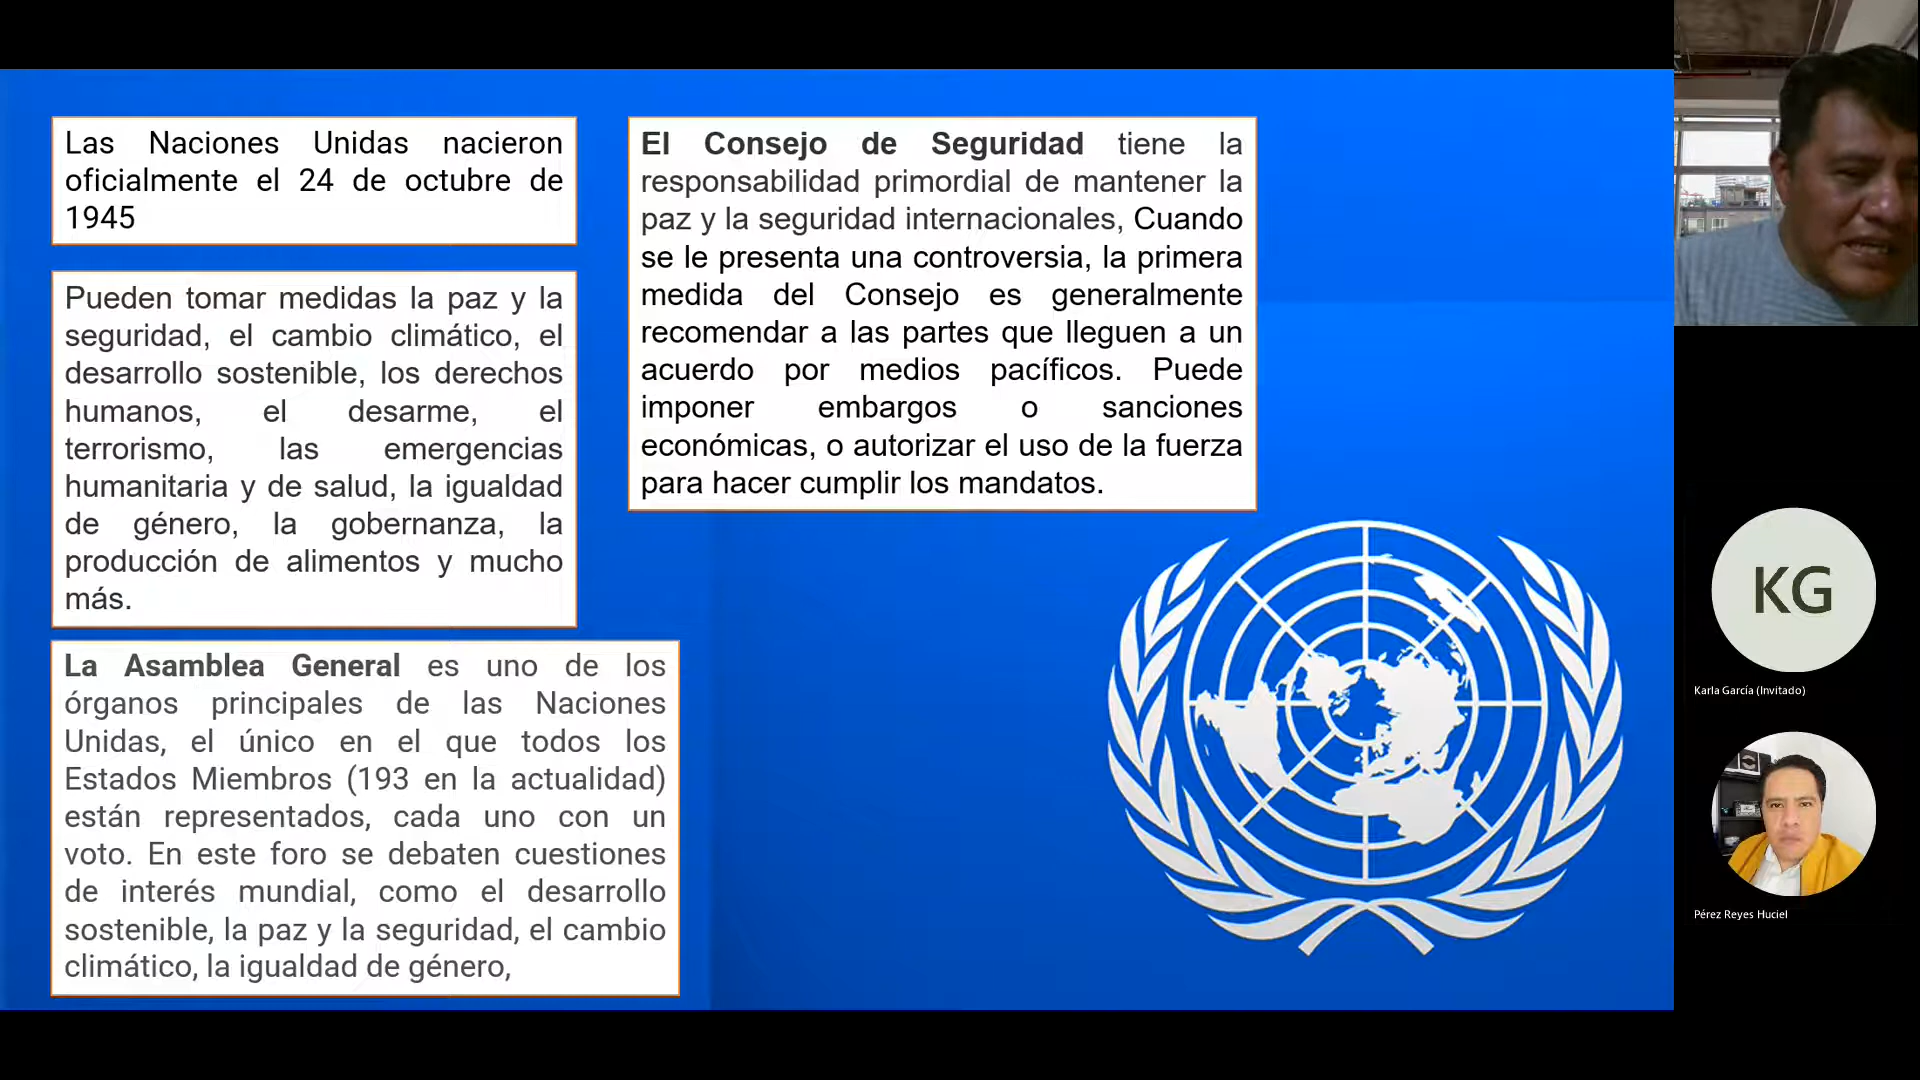 Las Naciones Unidas nacieron
oficialmente el 24 de octubre de
1945
Pueden tomar medidas la paz y la
seguridad, el cambio climático, el
desarrollo sostenible, los derechos
humanos, el desarme, el
terrorismo, las emergencias
humanitaria y de salud, la igualdad
de género, la gobernanza, la
producción de alimentos y mucho
más.
La Asamblea General es uno de los
órganos principales de las Naciones
Unidas, el único en el que todos los
Estados Miembros (193 en la actualidad)
están representados, cada uno con un
voto. En este foro se debaten cuestiones
de interés mundial, como el desarrollo
sostenible, la paz y la seguridad, el cambio
climático, la igualdad de género,
El Consejo de Seguridad tiene la
responsabilidad primordial de mantener la
paz y la seguridad internacionales, Cuando
se le presenta una controversia, la primera
medida del Consejo es generalmente
recomendar a las partes que lleguen a un
acuerdo por medios pacíficos. Puede
imponer embargos o sanciones
económicas, o autorizar el uso de la fuerza
para hacer cumplir los mandatos.
KG
Karla García (Invitado)
Pérez Reyes Huciel